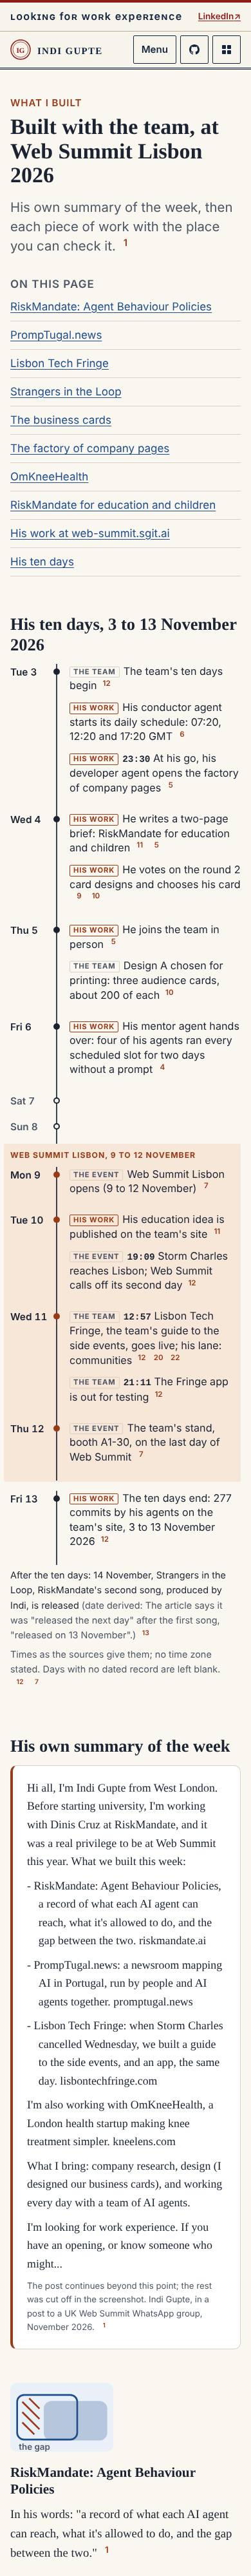 LOOKING FOR WORK EXPERIENCE LinkedIn↗
IG INDI GUPTE Menu
WHAT I BUILT
Built with the team, at
Web Summit Lisbon
2026
His own summary of the week, then
each piece of work with the place
you can check it. 1
ON THIS PAGE
RiskMandate: Agent Behaviour Policies
PrompTugal.news
Lisbon Tech Fringe
Strangers in the Loop
The business cards
The factory of company pages
OmKneeHealth
RiskMandate for education and children
His work at web-summit.sgit.ai
His ten days
His ten days, 3 to 13 November
2026
Tue 3 THE TEAM The team's ten days
begin 12
HIS WORK His conductor agent
starts its daily schedule: 07:20,
12:20 and 17:20 GMT 6
HIS WORK 23:30 At his go, his
developer agent opens the factory
of company pages 5
Wed 4 HIS WORK He writes a two-page
brief: RiskMandate for education
and children 11 5
HIS WORK He votes on the round 2
card designs and chooses his card
9 10
Thu 5 HIS WORK He joins the team in
person 5
THE TEAM Design A chosen for
printing: three audience cards,
about 200 of each 10
Fri 6 HIS WORK His mentor agent hands
over: four of his agents ran every
scheduled slot for two days
without a prompt 4
Sat 7
Sun 8
WEB SUMMIT LISBON, 9 TO 12 NOVEMBER
Mon 9 THE EVENT Web Summit Lisbon
opens (9 to 12 November) 7
Tue 10 HIS WORK His education idea is
published on the team's site 11
THE EVENT 19:09 Storm Charles
reaches Lisbon; Web Summit
calls off its second day 12
Wed 11 THE TEAM 12:57 Lisbon Tech
Fringe, the team's guide to the
side events, goes live; his lane:
communities 12 20 22
THE TEAM 21:11 The Fringe app
is out for testing 12
Thu 12 THE EVENT The team's stand,
booth A1-30, on the last day of
Web Summit 7
Fri 13 HIS WORK The ten days end: 277
commits by his agents on the
team's site, 3 to 13 November
2026 12
After the ten days: 14 November, Strangers in the
Loop, RiskMandate's second song, produced by
Indi, is released (date derived: The article says it
was "released the next day" after the first song,
"released on 13 November".) 13
Times as the sources give them; no time zone
stated. Days with no dated record are left blank.
12 7
His own summary of the week
Hi all, I'm Indi Gupte from West London.
Before starting university, I'm working
with Dinis Cruz at RiskMandate, and it
was a real privilege to be at Web Summit
this year. What we built this week:
- RiskMandate: Agent Behaviour Policies,
a record of what each AI agent can
reach, what it's allowed to do, and the
gap between the two. riskmandate.ai
- PrompTugal.news: a newsroom mapping
AI in Portugal, run by people and AI
agents together. promptugal.news
- Lisbon Tech Fringe: when Storm Charles
cancelled Wednesday, we built a guide
to the side events, and an app, the same
day. lisbontechfringe.com
I'm also working with OmKneeHealth, a
London health startup making knee
treatment simpler. kneelens.com
What I bring: company research, design (I
designed our business cards), and working
every day with a team of AI agents.
I'm looking for work experience. If you
have an opening, or know someone who
might...
The post continues beyond this point; the rest
was cut off in the screenshot. Indi Gupte, in a
post to a UK Web Summit WhatsApp group,
November 2026. 1
the gap
RiskMandate: Agent Behaviour
Policies
In his words: "a record of what each AI agent
can reach, what it's allowed to do, and the gap
between the two." 1